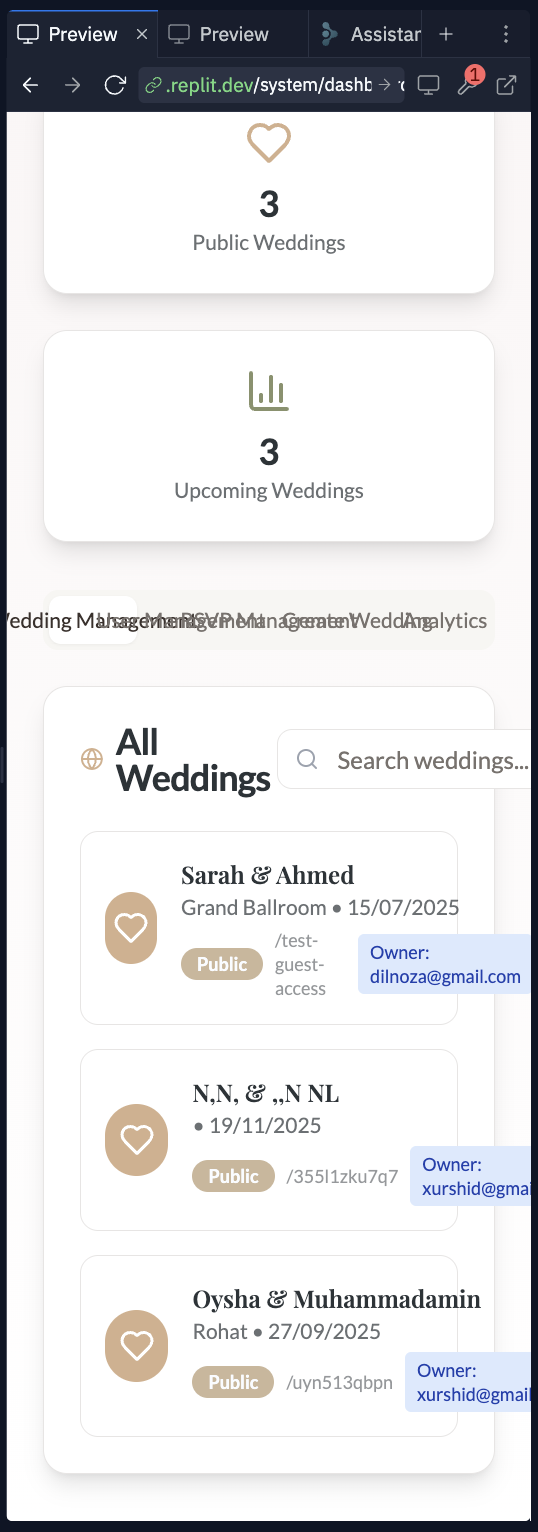 Preview
Preview
Assistan
1
.replit.dev/system/dashb
3
Public Weddings
3
Upcoming Weddings
Wedding Management
User Management
RSVP Management
Create Wedding
Analytics
All
Weddings
Search weddings...
Sarah & Ahmed
Grand Ballroom • 15/07/2025
Public
/test-
guest-
access
Owner:
dilnoza@gmail.com
N,N, & ,,N NL
• 19/11/2025
Public
/355l1zku7q7
Owner:
xurshid@gmai
Oysha & Muhammadamin
Rohat • 27/09/2025
Public
/uyn513qbpn
Owner:
xurshid@gmail